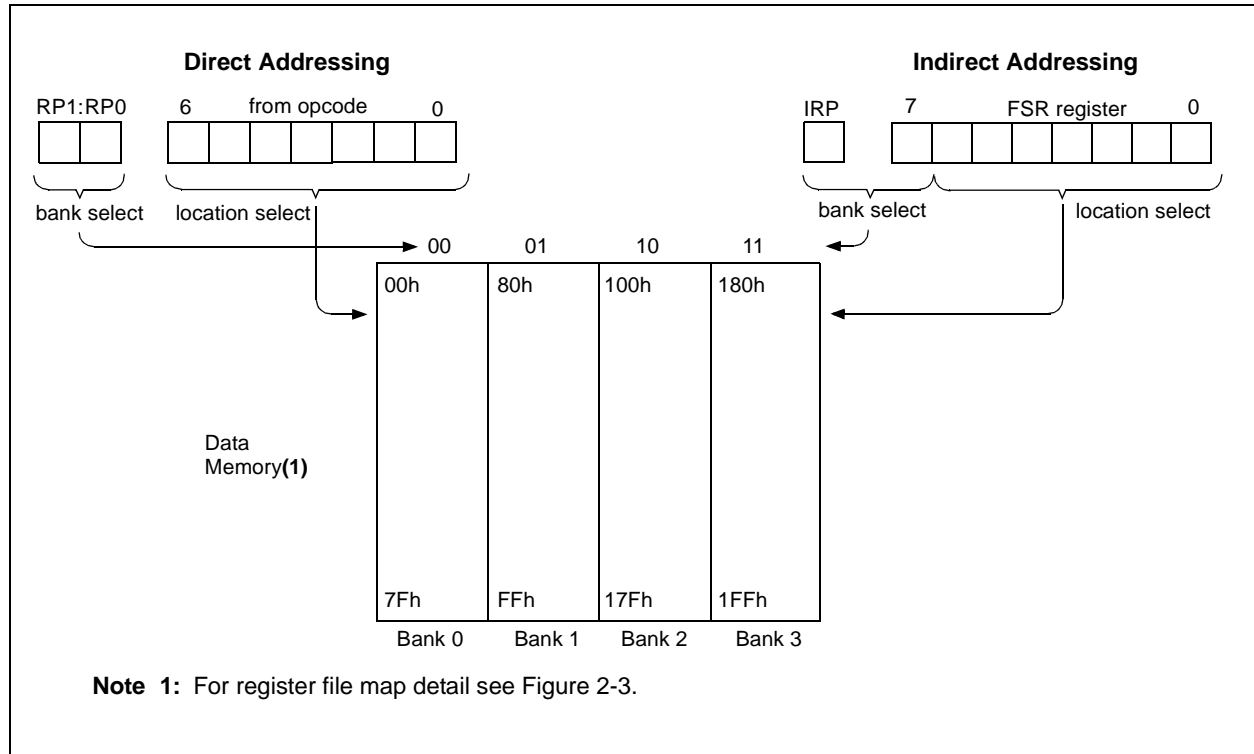 Direct Addressing
Indirect Addressing
RP1:RP0 6 from opcode 0
IRP 7 FSR register 0
bank select location select
bank select location select
00 01 10 11
00h 80h 100h 180h
Data
Memory(1)
7Fh FFh 17Fh 1FFh
Bank 0 Bank 1 Bank 2 Bank 3
Note 1: For register file map detail see Figure 2-3.